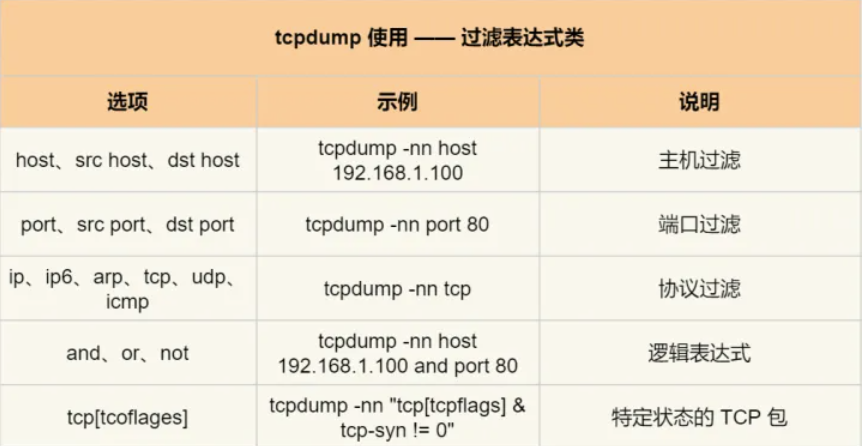 tcpdump 使用 —— 过滤表达式类
选项 示例 说明
host、src host、dst host
tcpdump -nn host
192.168.1.100
主机过滤
port、src port、dst port
tcpdump -nn port 80
端口过滤
ip、ip6、arp、tcp、udp、
icmp
tcpdump -nn tcp
协议过滤
and、or、not
tcpdump -nn host
192.168.1.100 and port 80
逻辑表达式
tcp[tcoflages]
tcpdump -nn "tcp[tcpflags] &
tcp-syn != 0"
特定状态的 TCP 包